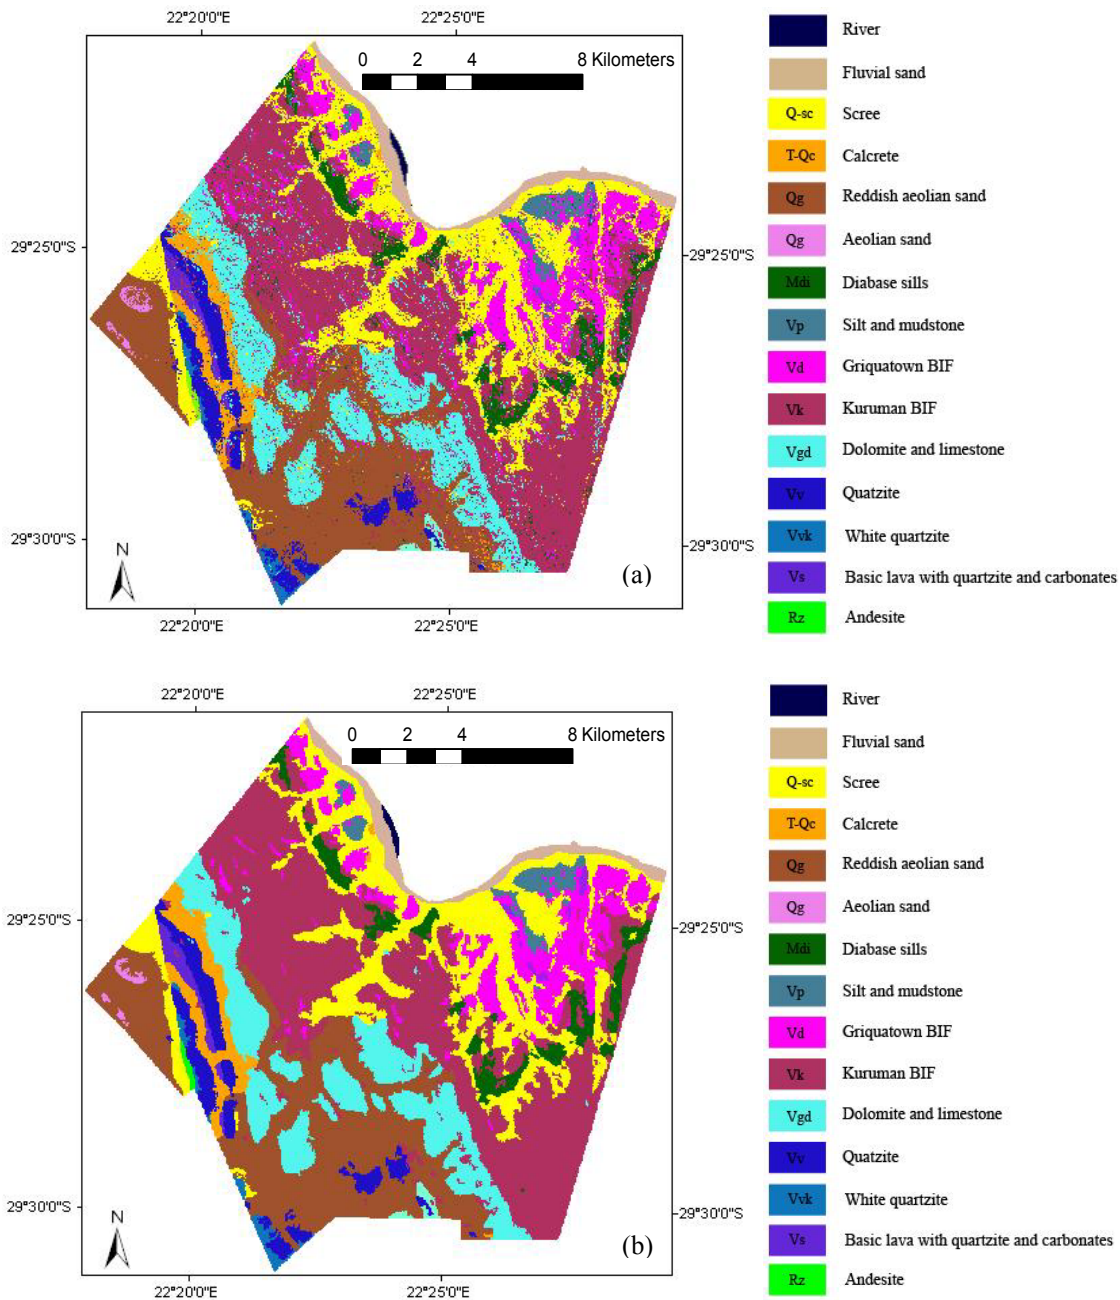 22°20'0"E
22°25'0"E
0 2 4 8 Kilometers
29°25'0"S
29°25'0"S
29°30'0"S
29°30'0"S
N
(a)
22°20'0"E
22°25'0"E
River
Fluvial sand
Q-sc Scree
T-Qc Calcrete
Qg Reddish aeolian sand
Qg Aeolian sand
Mdi Diabase sills
Vp Silt and mudstone
Vd Griquatown BIF
Vk Kuruman BIF
Vgd Dolomite and limestone
Vv Quatzite
Vvk White quartzite
Vs Basic lava with quartzite and carbonates
Rz Andesite
22°20'0"E
22°25'0"E
0 2 4 8 Kilometers
29°25'0"S
29°25'0"S
29°30'0"S
29°30'0"S
N
(b)
22°20'0"E
22°25'0"E
River
Fluvial sand
Q-sc Scree
T-Qc Calcrete
Qg Reddish aeolian sand
Qg Aeolian sand
Mdi Diabase sills
Vp Silt and mudstone
Vd Griquatown BIF
Vk Kuruman BIF
Vgd Dolomite and limestone
Vv Quatzite
Vvk White quartzite
Vs Basic lava with quartzite and carbonates
Rz Andesite